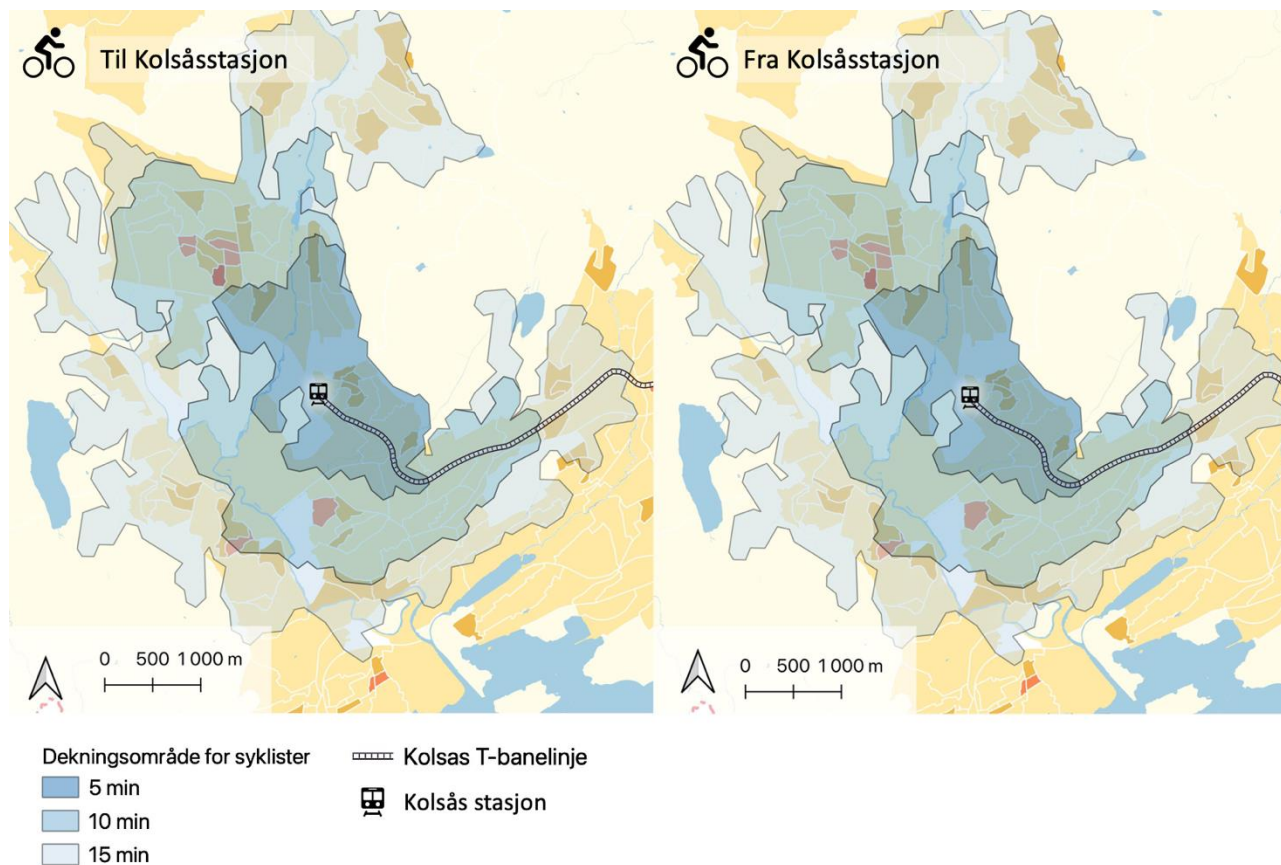 Til Kolsåsstasjon
Fra Kolsåsstasjon
0 500 1 000 m
0 500 1 000 m
Dekningsområde for syklister
5 min
10 min
15 min
Kolsas T-banelinje
Kolsås stasjon